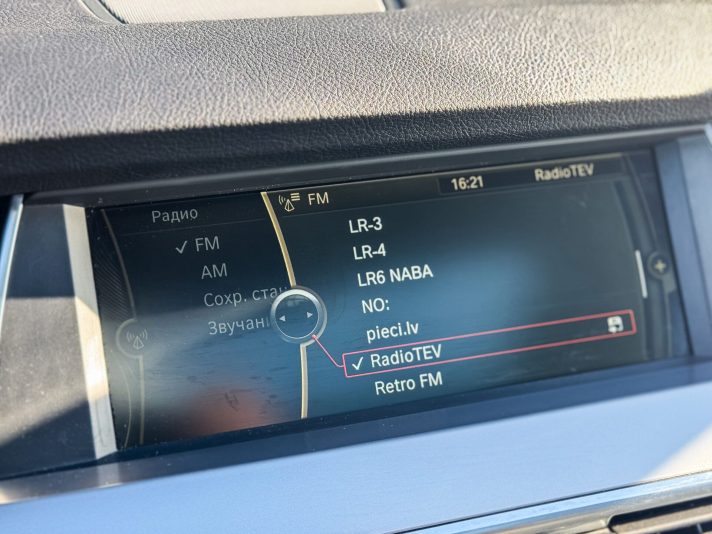 Радио
FM
AM
Сохр.
FM
16:21
RadioTEV
LR-3
LR-4
LR6 NABA
NO:
pieci.lv
RadioTEV
Retro FM